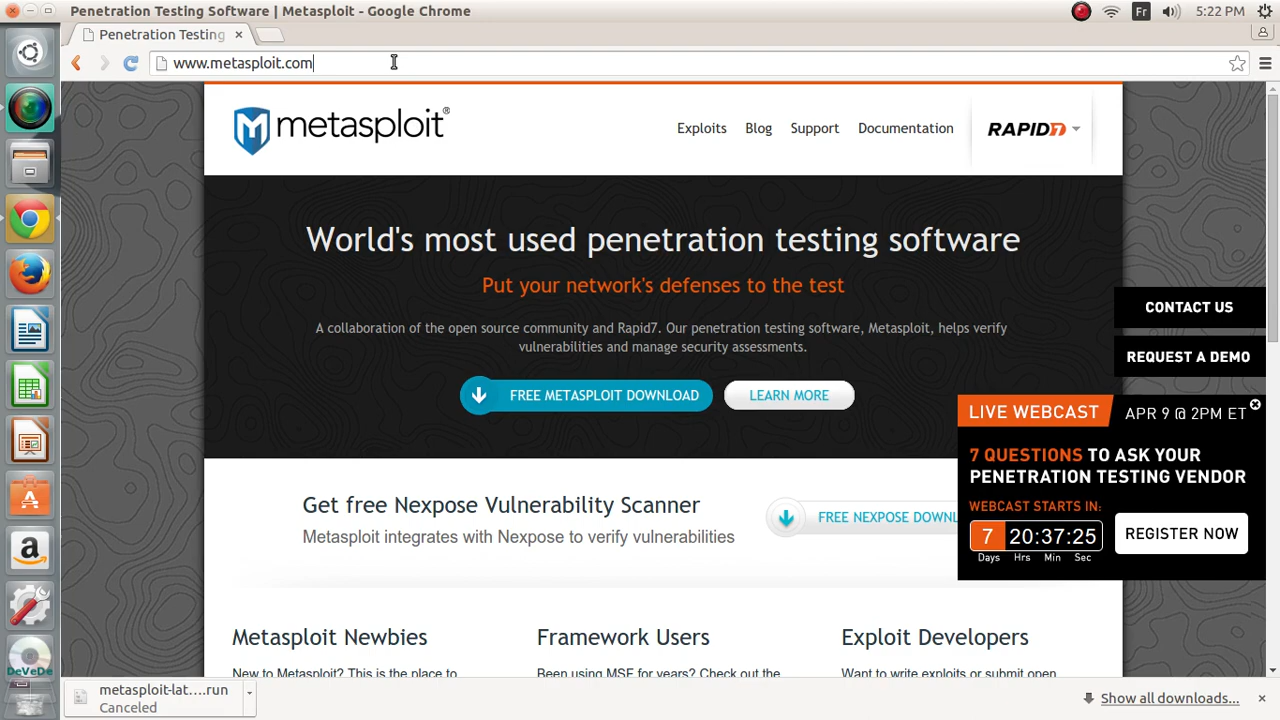 Penetration Testing Software | Metasploit - Google Chrome
Fr
5:22 PM
Penetration Testing
www.metasploit.com
metasploit®
Exploits
Blog
Support
Documentation
RAPID7
World's most used penetration testing software
Put your network's defenses to the test
A collaboration of the open source community and Rapid7. Our penetration testing software, Metasploit, helps verify
vulnerabilities and manage security assessments.
FREE METASPLOIT DOWNLOAD
LEARN MORE
CONTACT US
REQUEST A DEMO
LIVE WEBCAST
APR 9 @ 2PM ET
7 QUESTIONS TO ASK YOUR
PENETRATION TESTING VENDOR
WEBCAST STARTS IN:
7 20:37:25
Days Hrs Min Sec
REGISTER NOW
Get free Nexpose Vulnerability Scanner
Metasploit integrates with Nexpose to verify vulnerabilities
FREE NEXPOSE DOWNL
Metasploit Newbies
New to Metasploit? This is the place to
Framework Users
Been using MSF for years? Check out the
Exploit Developers
Want to write exploits or submit open
DeVeDe
metasploit-lat....run
Canceled
Show all downloads...